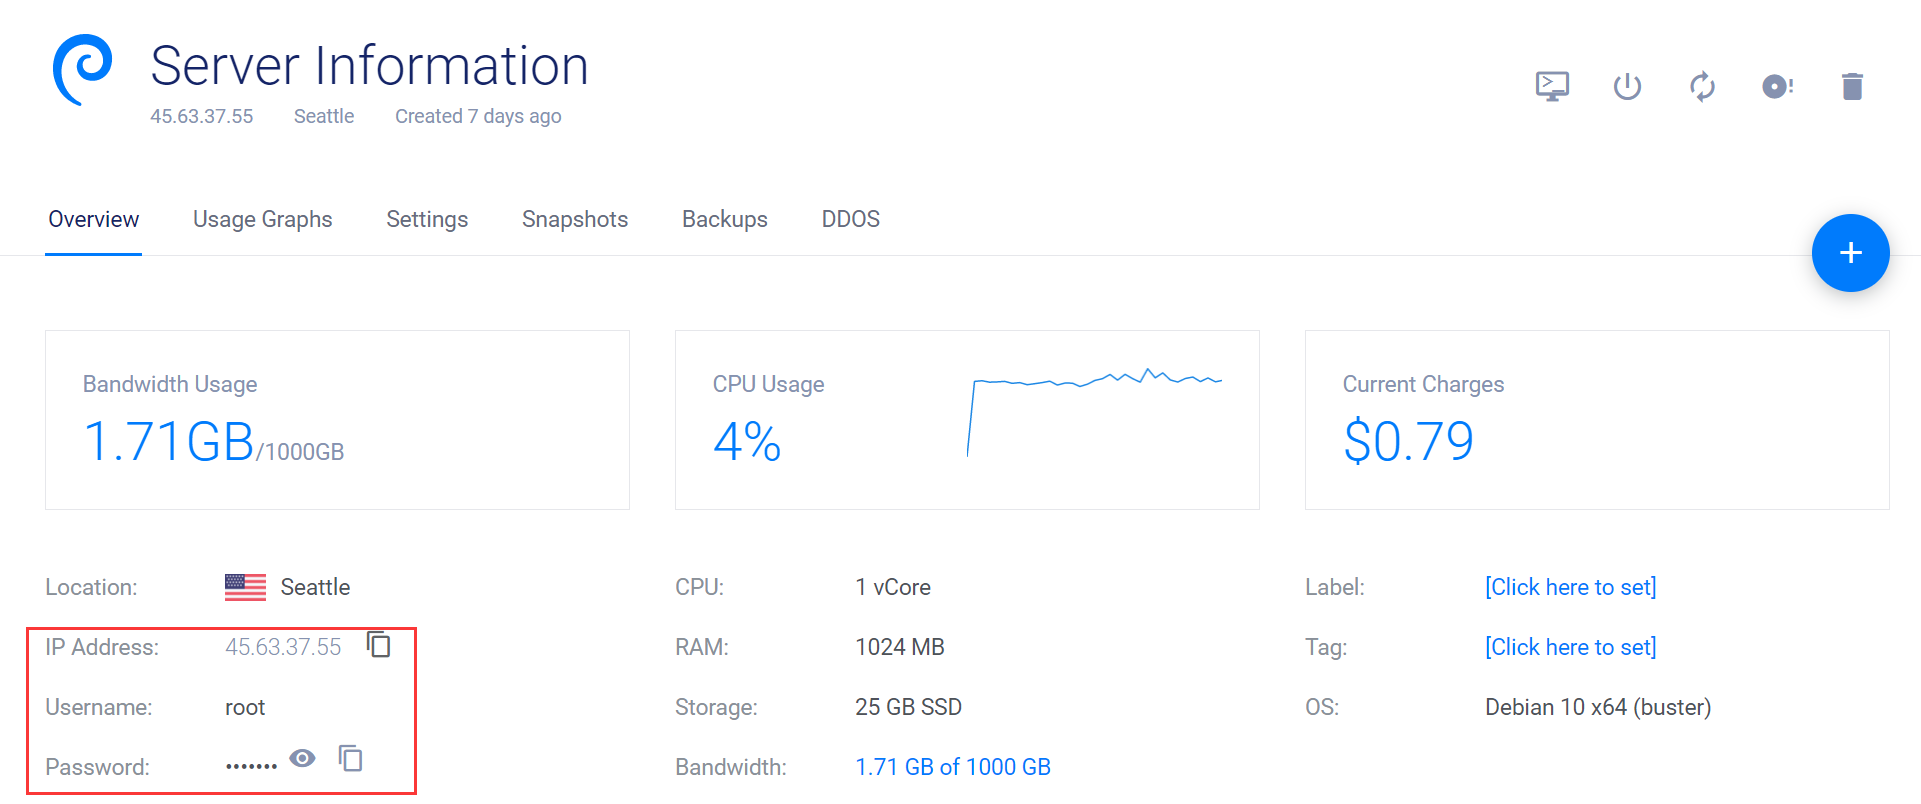 Server Information
45.63.37.55 Seattle Created 7 days ago
Overview Usage Graphs Settings Snapshots Backups DDOS
+
Bandwidth Usage
1.71GB/1000GB
CPU Usage
4%
Current Charges
$0.79
Location: Seattle
IP Address: 45.63.37.55
Username: root
Password: •••••••
CPU: 1 vCore
RAM: 1024 MB
Storage: 25 GB SSD
Bandwidth: 1.71 GB of 1000 GB
Label: [Click here to set]
Tag: [Click here to set]
OS: Debian 10 x64 (buster)